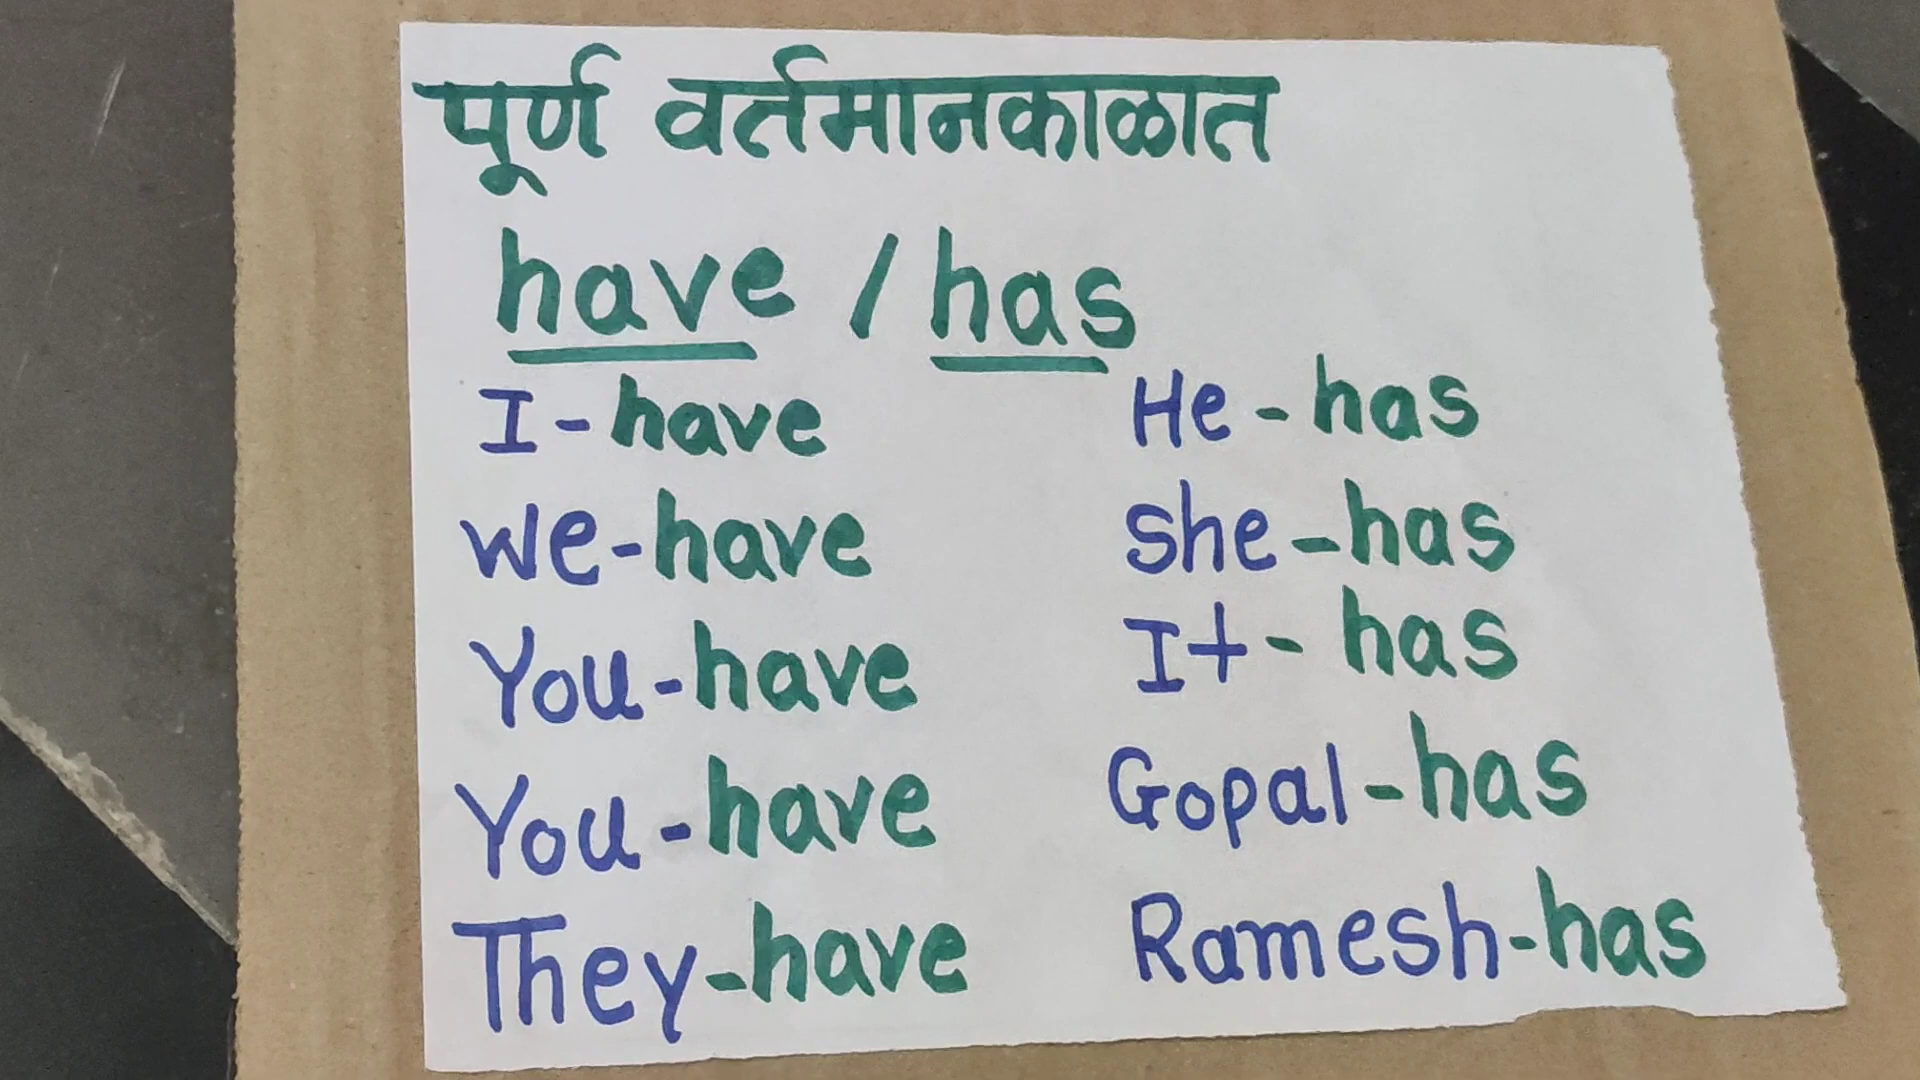 पूर्ण वर्तमानकाळात
have / has
I - have
He - has
We - have
She - has
You - have
It - has
You - have
Gopal - has
They - have
Ramesh - has